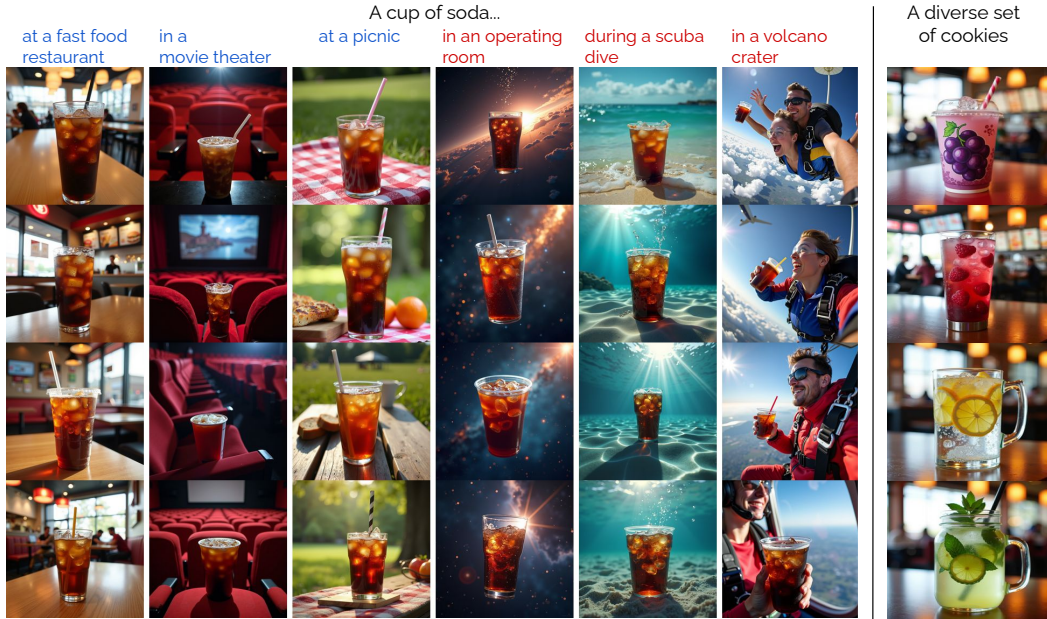 A cup of soda...
at a fast food
restaurant
in a
movie theater
at a picnic
in an operating
room
during a scuba
dive
in a volcano
crater
A diverse set
of cookies